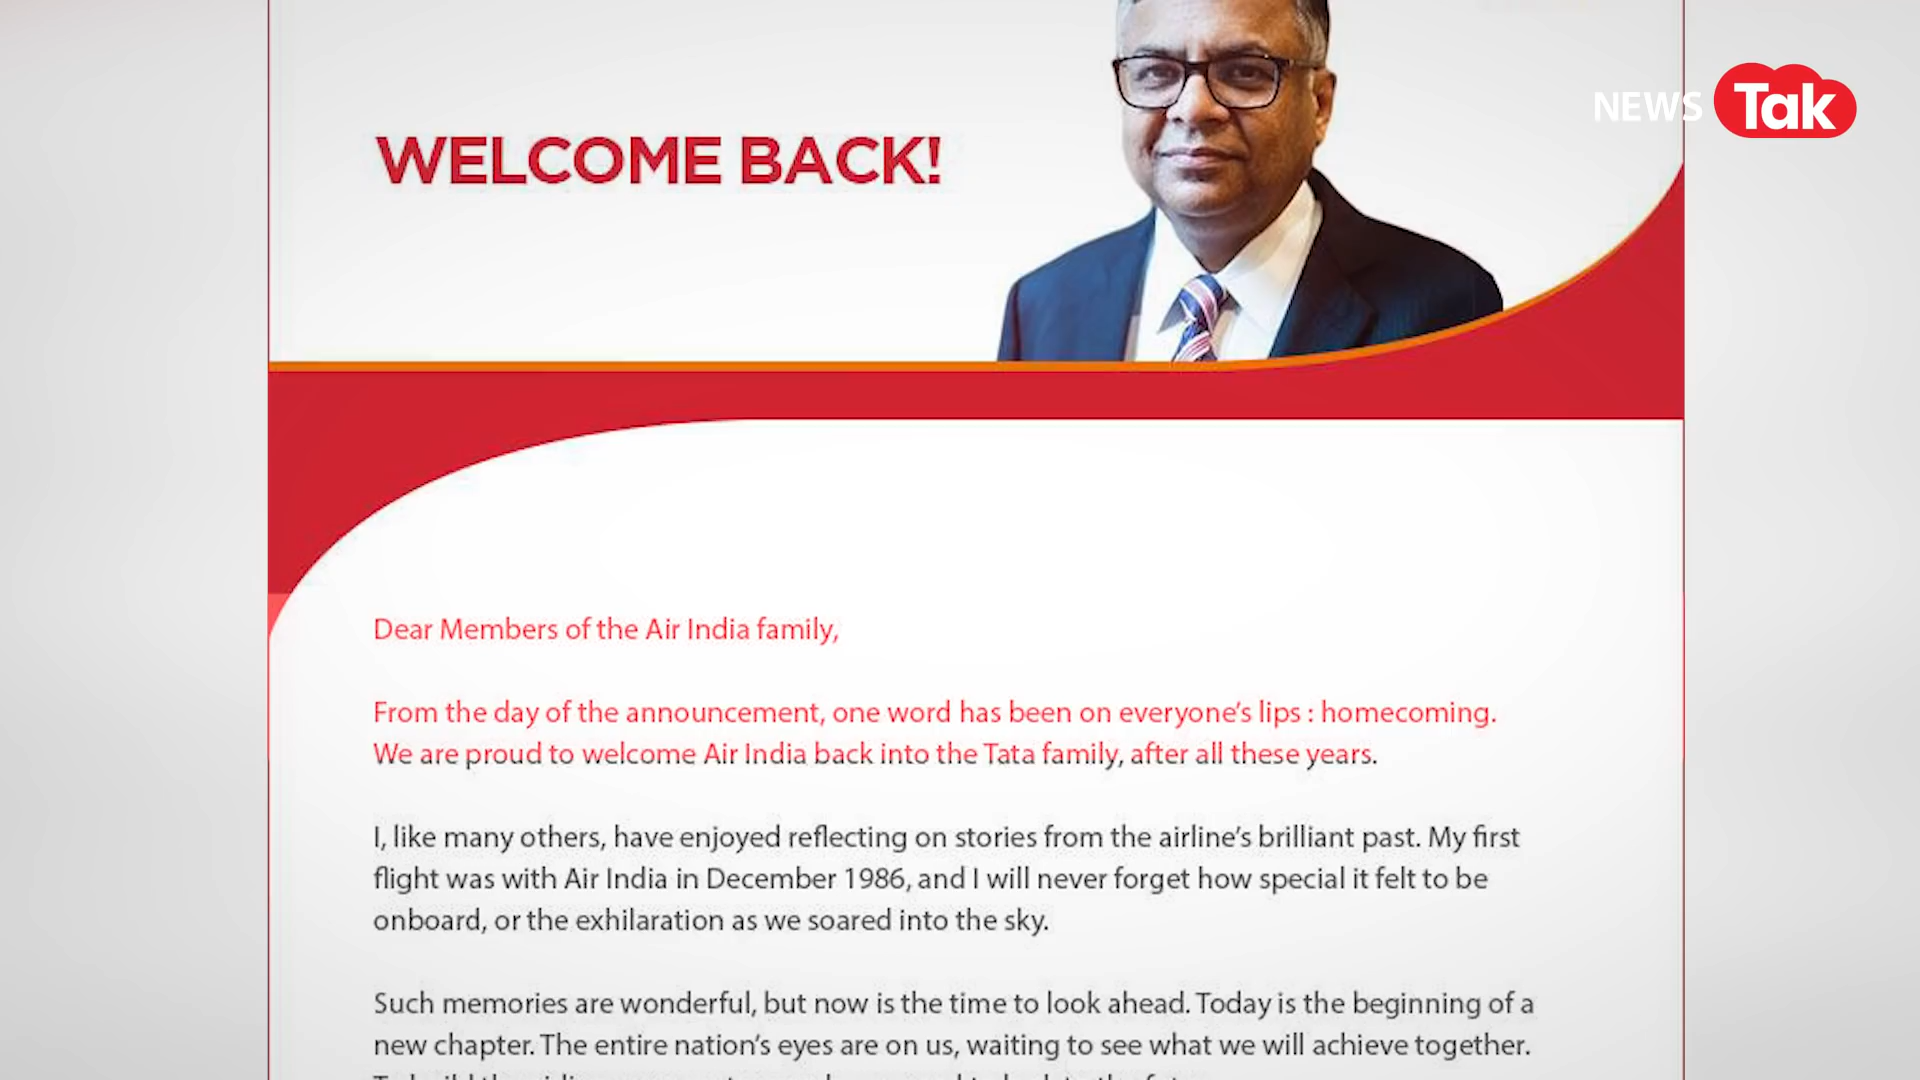 NEWS Tak
WELCOME BACK!
Dear Members of the Air India family,
From the day of the announcement, one word has been on everyone's lips : homecoming.
We are proud to welcome Air India back into the Tata family, after all these years.
I, like many others, have enjoyed reflecting on stories from the airline's brilliant past. My first
flight was with Air India in December 1986, and I will never forget how special it felt to be
onboard, or the exhilaration as we soared into the sky.
Such memories are wonderful, but now is the time to look ahead. Today is the beginning of a
new chapter. The entire nation's eyes are on us, waiting to see what we will achieve together.